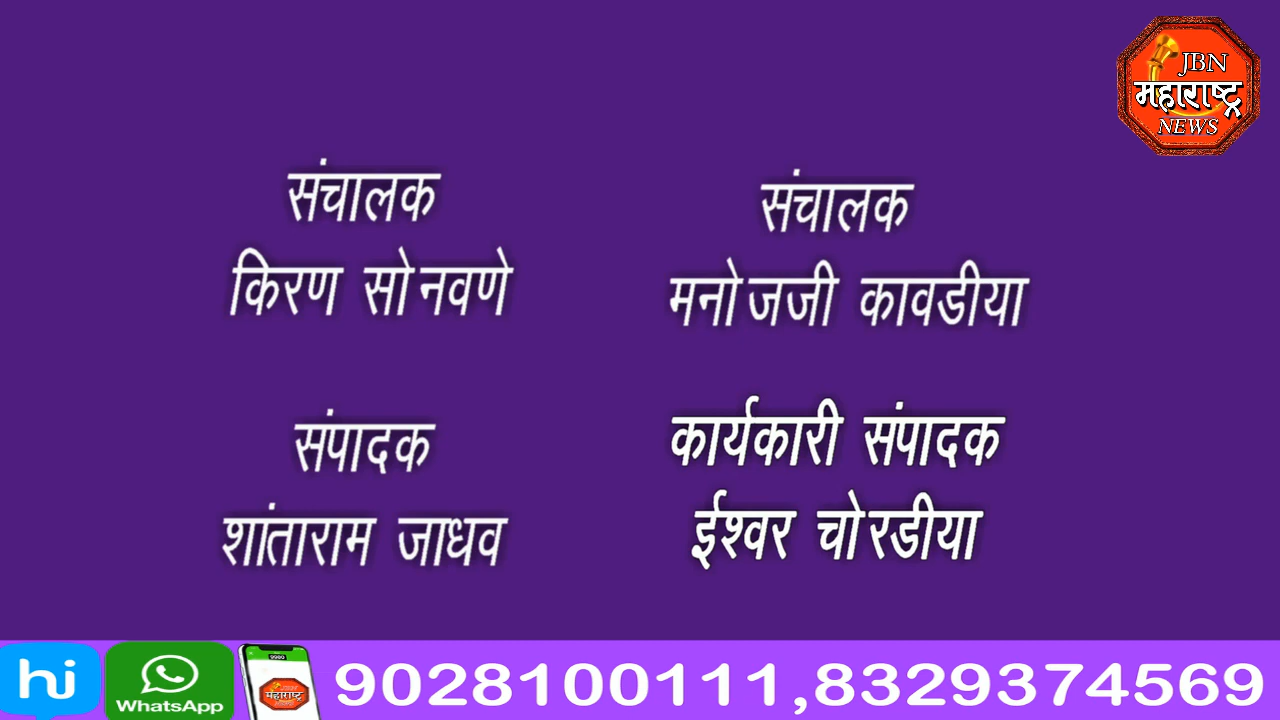 JBN
महाराष्ट्र
NEWS
संचालक
किरण सोनवणे
संचालक
मनोजजी कावडीया
संपादक
शांताराम जाधव
कार्यकारी संपादक
ईश्वर चोरडीया
hi
WhatsApp
महाराष्ट्र
9028100111,8329374569